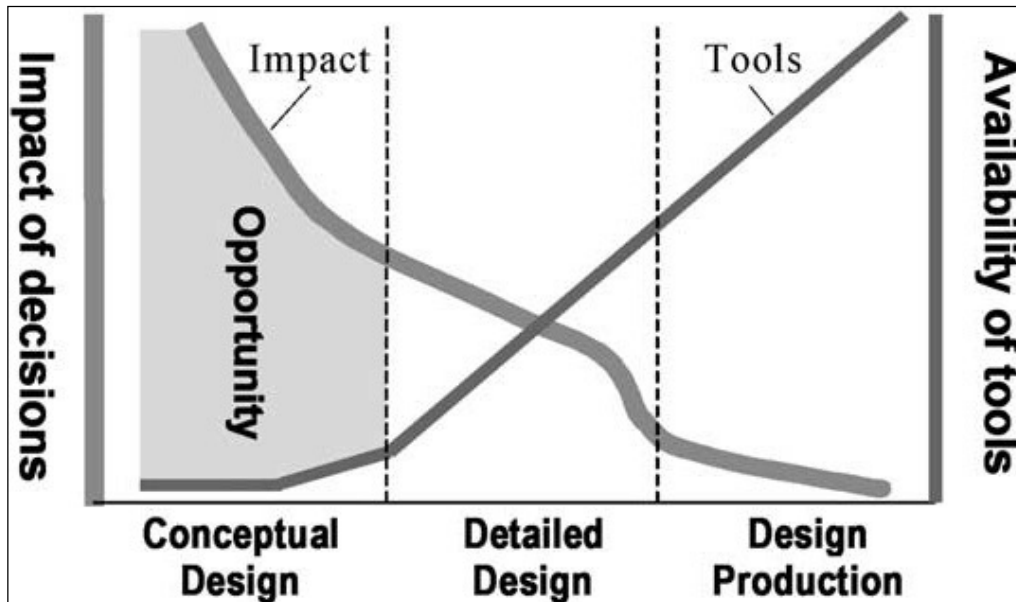 Impact of decisions
Impact
Opportunity
Tools
Availability of tools
Conceptual
Design
Detailed
Design
Design
Production